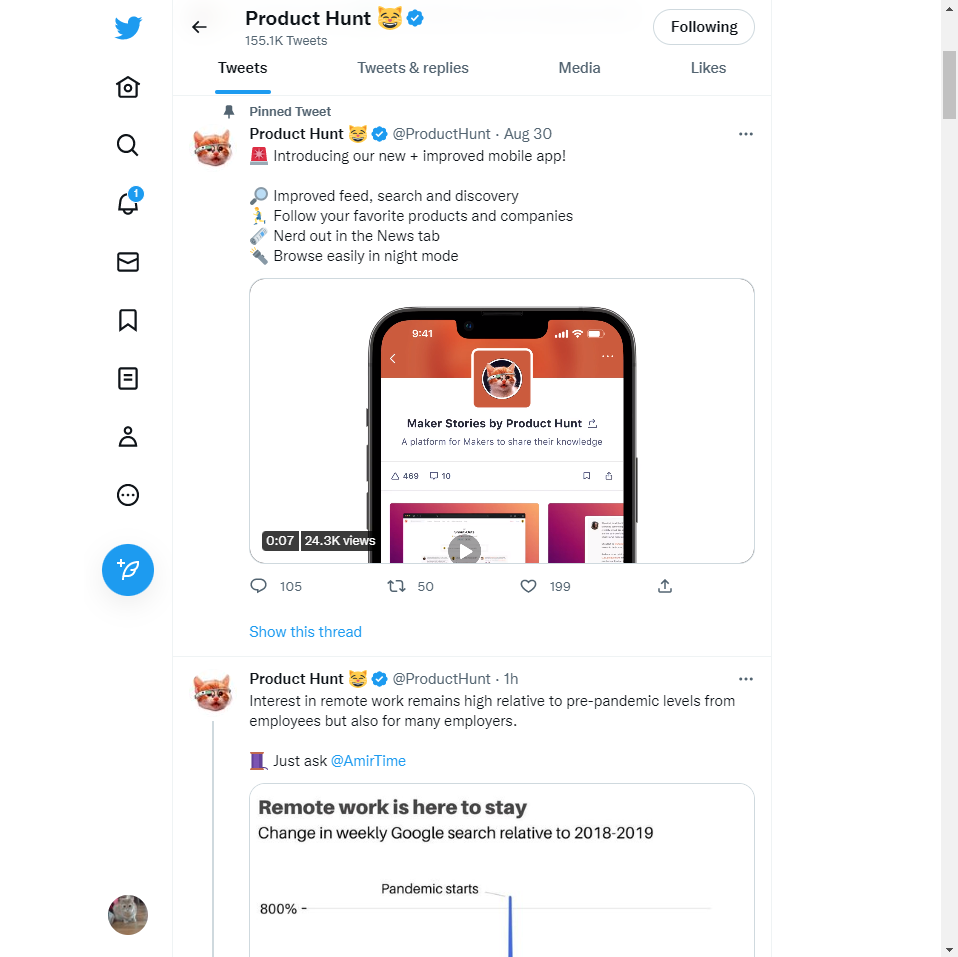 Product Hunt 😸
155.1K Tweets
Following
Tweets
Tweets & replies
Media
Likes
1
Pinned Tweet
Product Hunt 😸 @ProductHunt · Aug 30
🚨 Introducing our new + improved mobile app!
🔎 Improved feed, search and discovery
🏃‍♂️ Follow your favorite products and companies
🗞️ Nerd out in the News tab
🔦 Browse easily in night mode
9:41
Maker Stories by Product Hunt
A platform for Makers to share their knowledge
469 10
0:07 24.3K views
105 50 199
Show this thread
Product Hunt 😸 @ProductHunt · 1h
Interest in remote work remains high relative to pre-pandemic levels from
employees but also for many employers.
🧵 Just ask @AmirTime
Remote work is here to stay
Change in weekly Google search relative to 2018-2019
Pandemic starts
800%